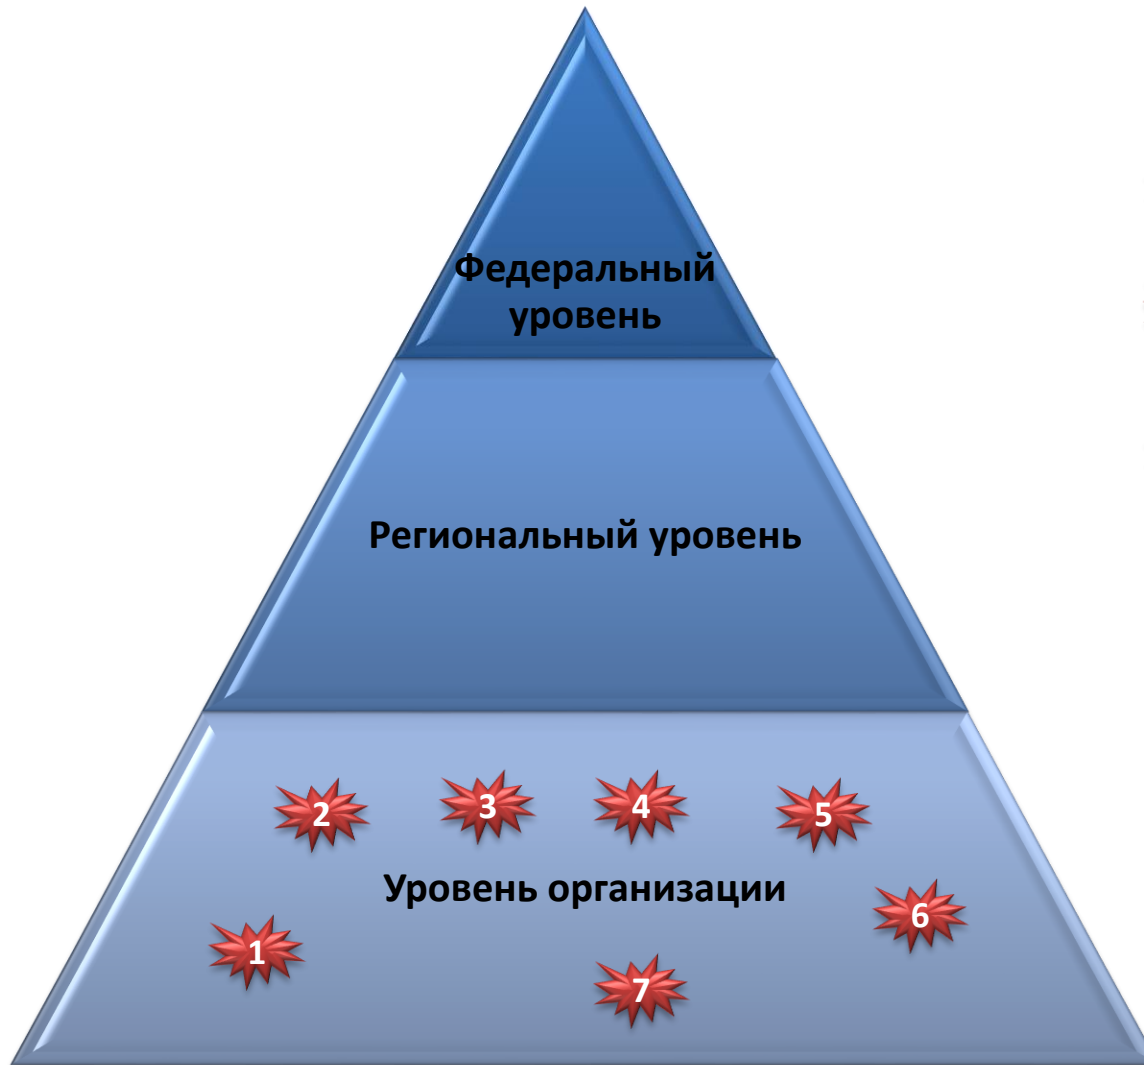 Федеральный
уровень
Региональный уровень
2 3 4 5
Уровень организации
1 6
7